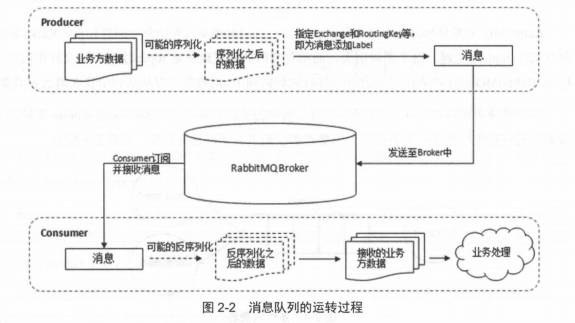 Producer
业务方数据
可能的序列化
序列化之后
的数据
指定Exchange和RoutingKey等，
即为消息添加Label
消息
发送至Broker中
RabbitMQ Broker
Consumer订阅
并接收消息
Consumer
消息
可能的反序列化
反序列化之
后的数据
接收的业务
方数据
业务处理
图 2-2 消息队列的运转过程